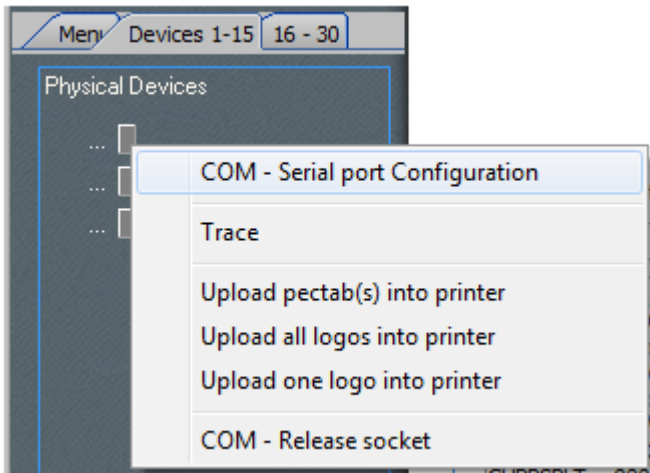 Menu Devices 1-15 16 - 30
Physical Devices
...
...
...
COM - Serial port Configuration
Trace
Upload pectab(s) into printer
Upload all logos into printer
Upload one logo into printer
COM - Release socket